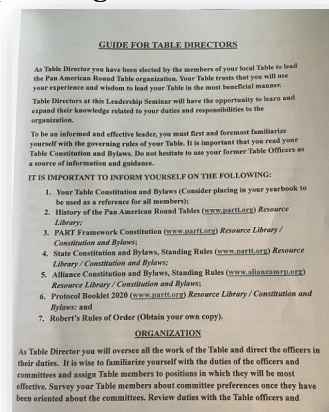 GUIDE FOR TABLE DIRECTORS
As Table Director you have been elected by the members of your local Table to lead
the Pan American Round Table organization. Your Table trusts that you will use
your experience and wisdom to lead your Table in the most beneficial manner.
Table Directors at this Leadership Seminar will have the opportunity to learn and
expand their knowledge related to your duties and responsibilities to the
organization.
To be an informed and effective leader, you must first and foremost familiarize
yourself with the governing rules of your Table. It is important that you read your
Table Constitution and Bylaws. Do not hesitate to use your former Table Officers as
a source of information and guidance.
IT IS IMPORTANT TO INFORM YOURSELF ON THE FOLLOWING:
1. Your Table Constitution and Bylaws (Consider placing in your yearbook to
be used as a reference for all members);
2. History of the Pan American Round Tables (www.partt.org) Resource
Library;
3. PART Framework Constitution (www.partt.org) Resource Library /
Constitution and Bylaws;
4. State Constitution and Bylaws, Standing Rules (www.partt.org) Resource
Library / Constitution and Bylaws;
5. Alliance Constitution and Bylaws, Standing Rules (www.alianzamrp.org)
Resource Library / Constitution and Bylaws;
6. Protocol Booklet 2020 (www.partt.org) Resource Library / Constitution and
Bylaws; and
7. Robert's Rules of Order (Obtain your own copy).
ORGANIZATION
As Table Director you will oversee all the work of the Table and direct the officers in
their duties. It is wise to familiarize yourself with the duties of the officers and
committees and assign Table members to positions in which they will be most
effective. Survey your Table members about committee preferences once they have
been oriented about the committees. Review duties with the Table officers and